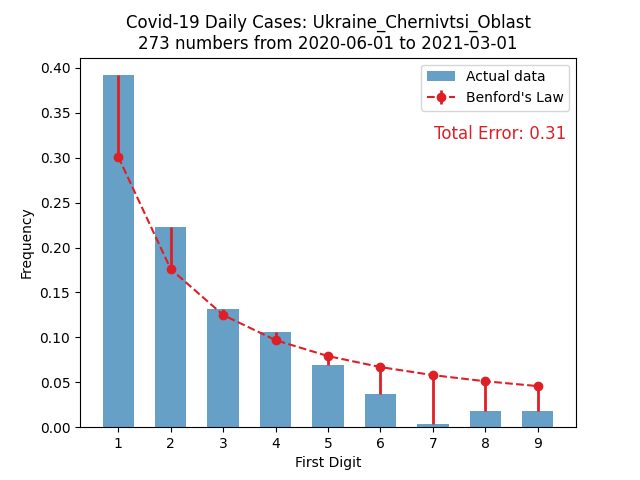 Covid-19 Daily Cases: Ukraine_Chernivtsi_Oblast
273 numbers from 2020-06-01 to 2021-03-01
Actual data
Benford's Law
Total Error: 0.31
0.40
0.35
0.30
0.25
0.20
0.15
0.10
0.05
0.00
Frequency
1 2 3 4 5 6 7 8 9
First Digit